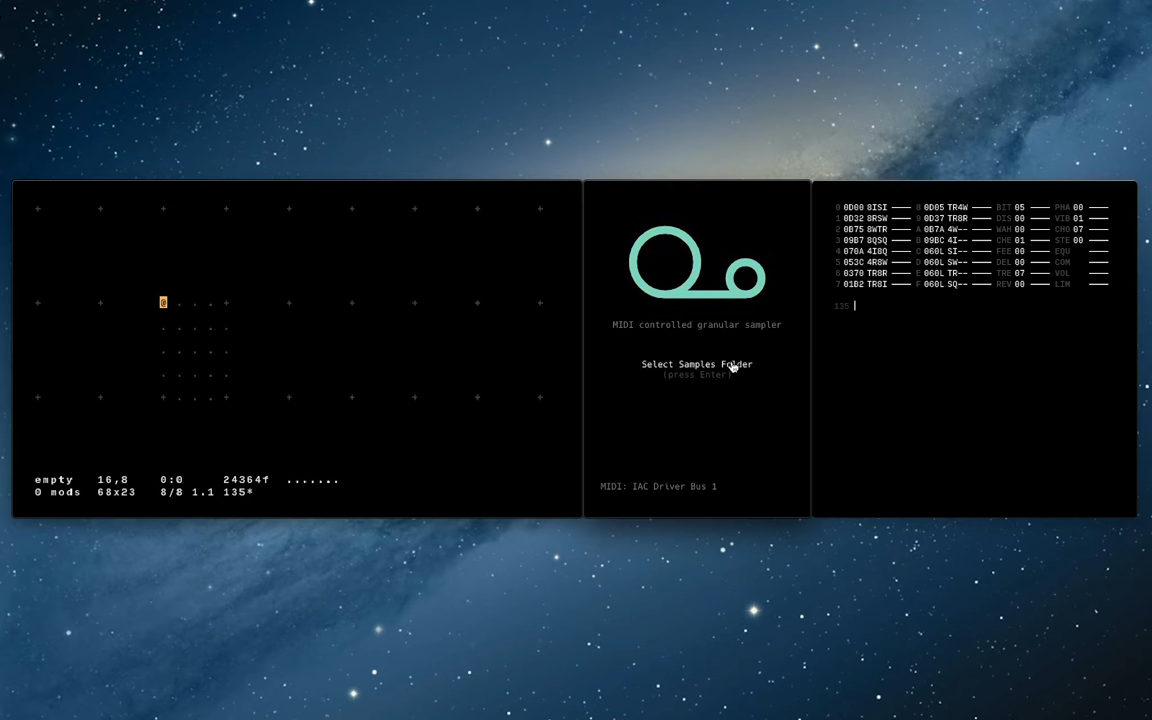 @
empty 16,8 0:0 24364f .......
0 mods 68x23 8/8 1.1 135*
MIDI controlled granular sampler
Select Samples Folder
(press Enter)
MIDI: IAC Driver Bus 1
0 0D00 8ISI 8 0D05 TR4W BIT 05 PHA 00
1 0D32 8RSW 9 0D37 TR8R DIS 00 VIB 01
2 0B75 8WTR A 0B7A 4W-- WAH 00 CHO 07
3 09B7 8QSQ B 09BC 4I-- CHE 01 STE 00
4 070A 4I8Q C 060L SI-- FEE 00 EQU
5 053C 4R8W D 060L SW-- DEL 00 COM
6 0370 TR8R E 060L TR-- TRE 07 VOL
7 01B2 TR8I F 060L SQ-- REV 00 LIM
135